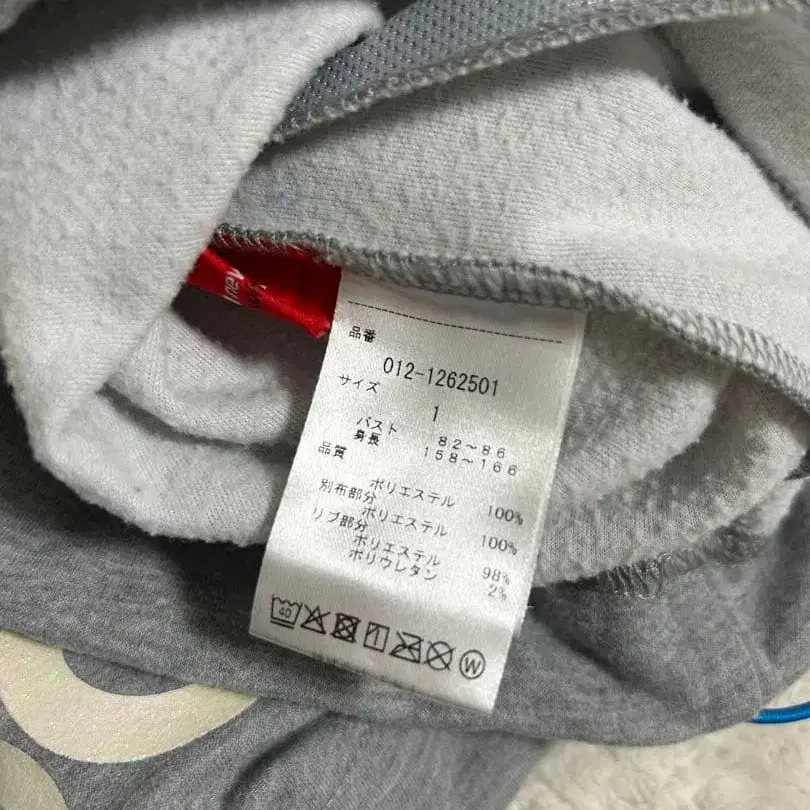 品番
012-1262501
サイズ
1
バスト 82～86
身長 158～166
品質
ポリエステル 100%
別布部分
ポリエステル 100%
リブ部分
ポリエステル 98%
ポリウレタン 2%
40 W